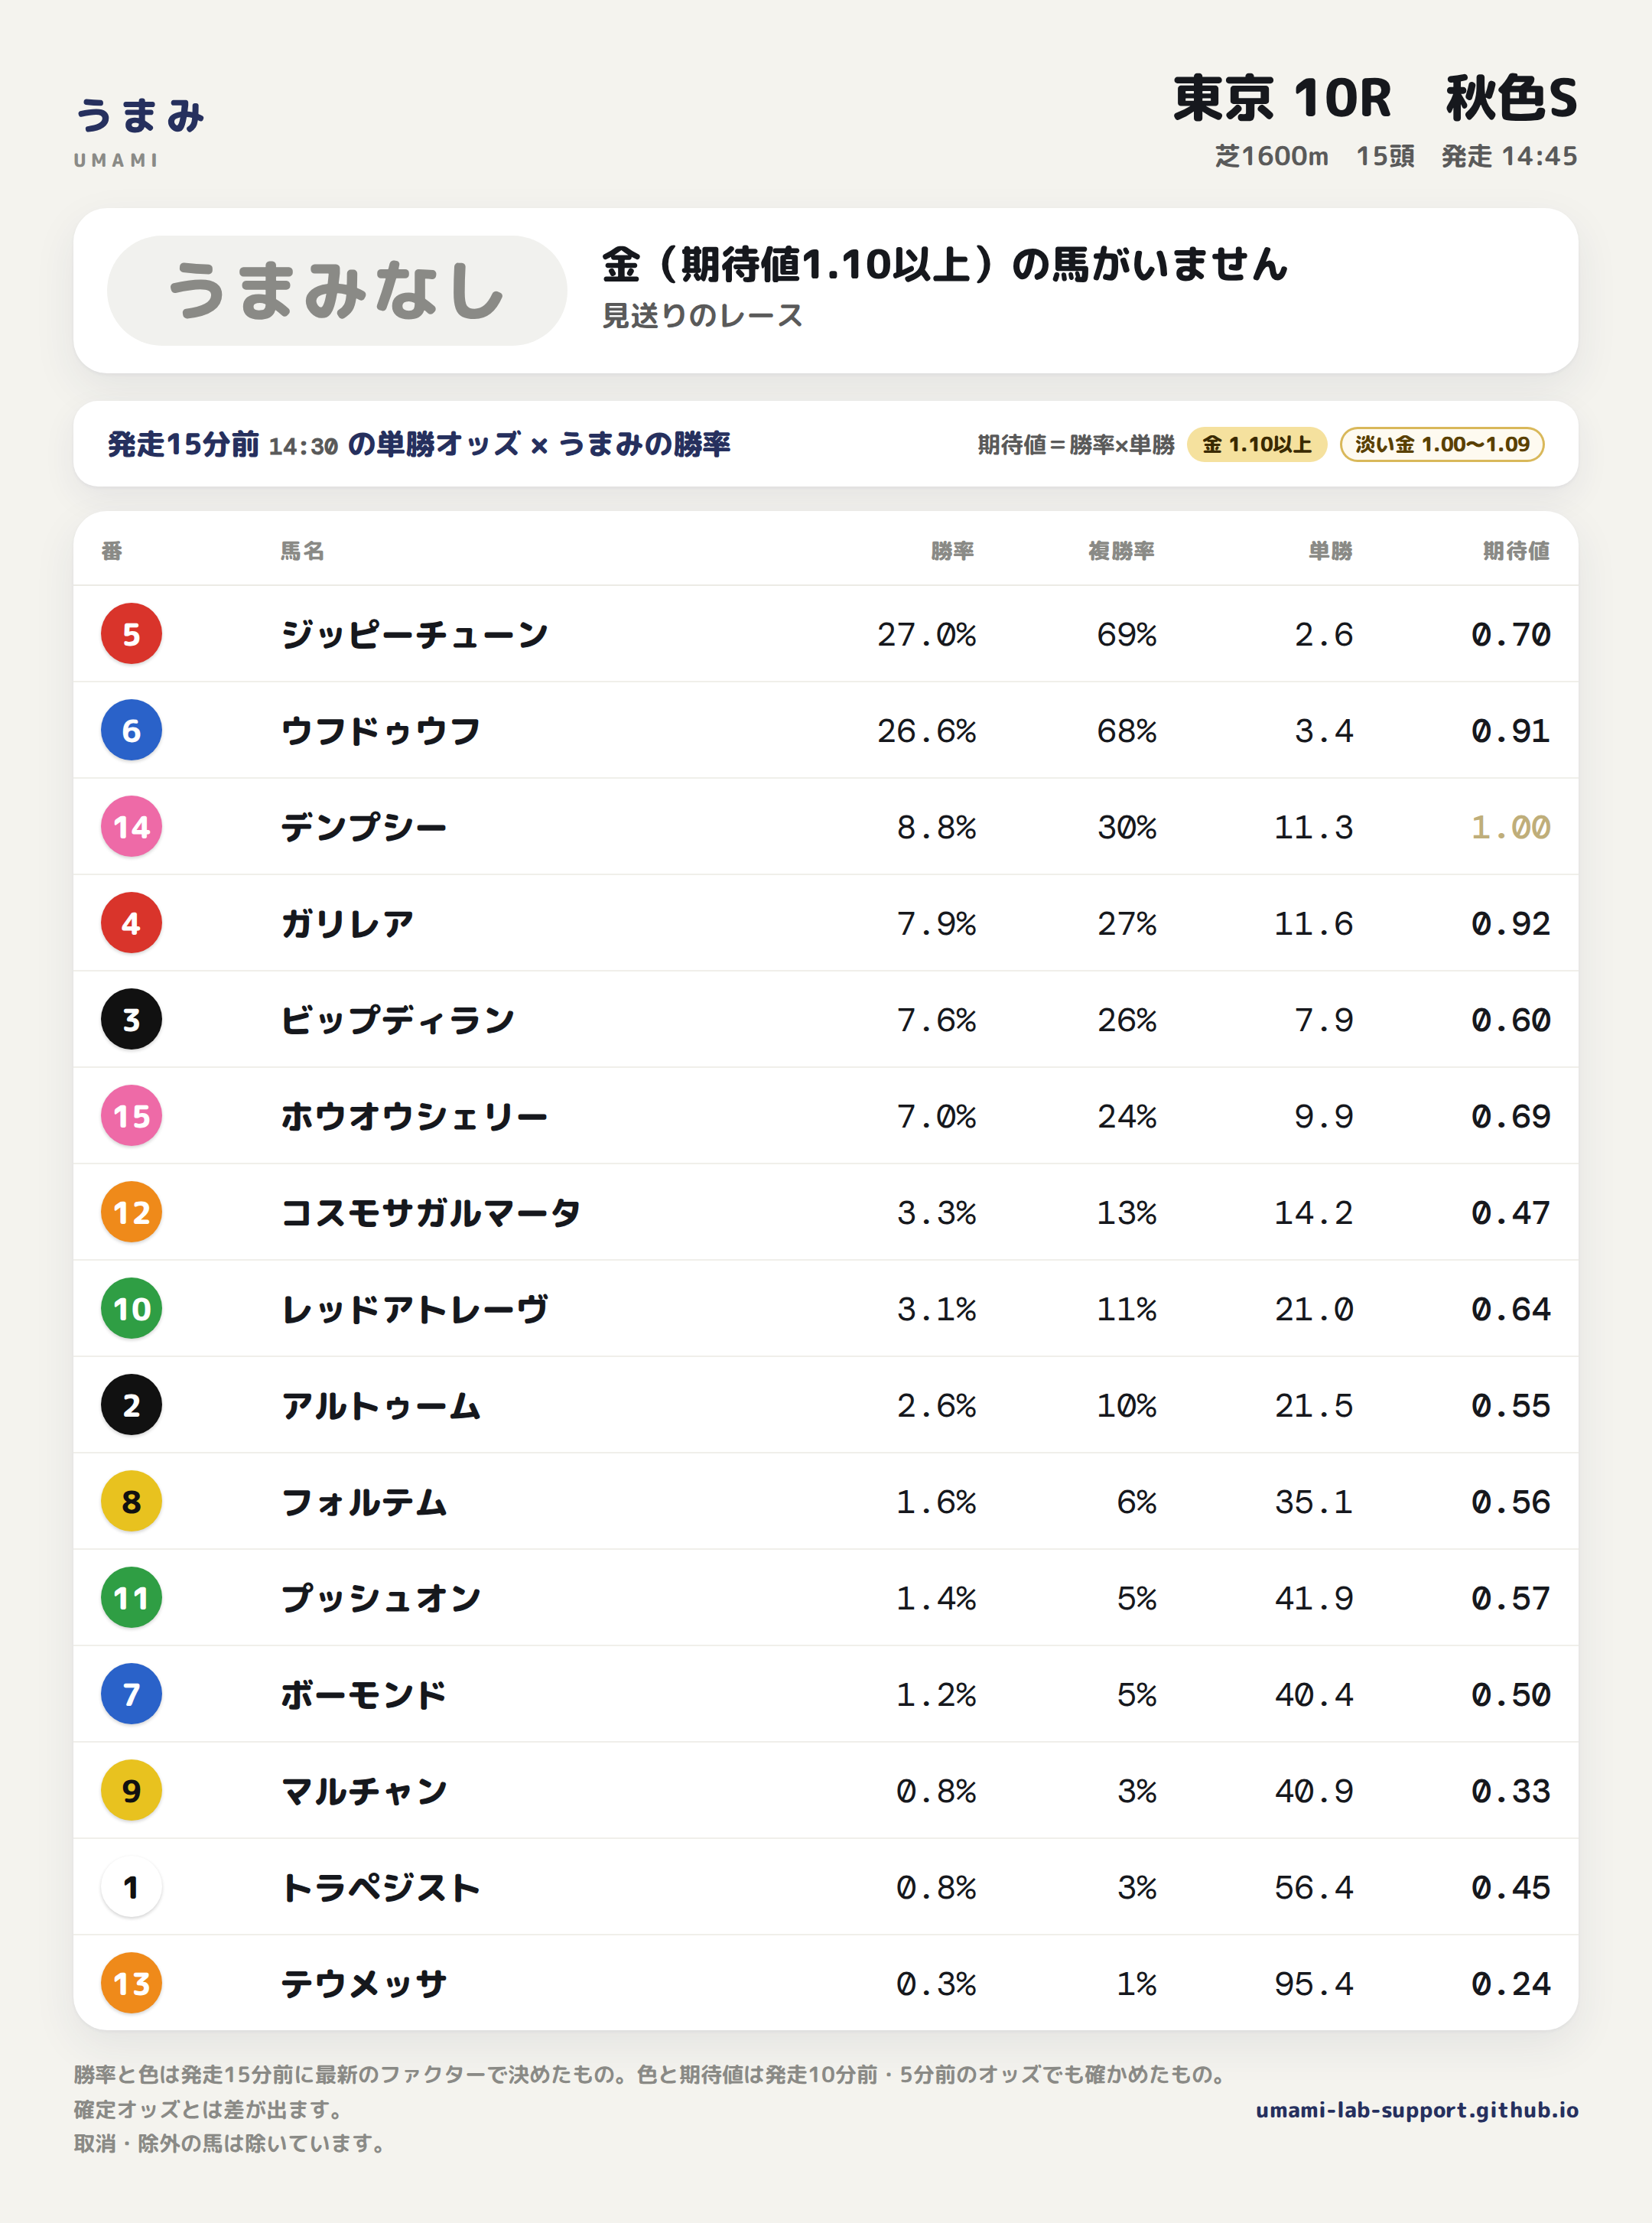 うまみ
UMAMI
東京 10R　秋色S
芝1600m　15頭　発走 14:45
うまみなし
金（期待値1.10以上）の馬がいません
見送りのレース
発走15分前 14:30 の単勝オッズ × うまみの勝率
期待値＝勝率×単勝 金 1.10以上 淡い金 1.00〜1.09
番 馬名 勝率 複勝率 単勝 期待値
5 ジッピーチューン 27.0% 69% 2.6 0.70
6 ウフドゥウフ 26.6% 68% 3.4 0.91
14 デンプシー 8.8% 30% 11.3 1.00
4 ガリレア 7.9% 27% 11.6 0.92
3 ビップディラン 7.6% 26% 7.9 0.60
15 ホウオウシェリー 7.0% 24% 9.9 0.69
12 コスモサガルマータ 3.3% 13% 14.2 0.47
10 レッドアトレーヴ 3.1% 11% 21.0 0.64
2 アルトゥーム 2.6% 10% 21.5 0.55
8 フォルテム 1.6% 6% 35.1 0.56
11 プッシュオン 1.4% 5% 41.9 0.57
7 ボーモンド 1.2% 5% 40.4 0.50
9 マルチャン 0.8% 3% 40.9 0.33
1 トラペジスト 0.8% 3% 56.4 0.45
13 テウメッサ 0.3% 1% 95.4 0.24
勝率と色は発走15分前に最新のファクターで決めたもの。色と期待値は発走10分前・5分前のオッズでも確かめたもの。
確定オッズとは差が出ます。
取消・除外の馬は除いています。
umami-lab-support.github.io